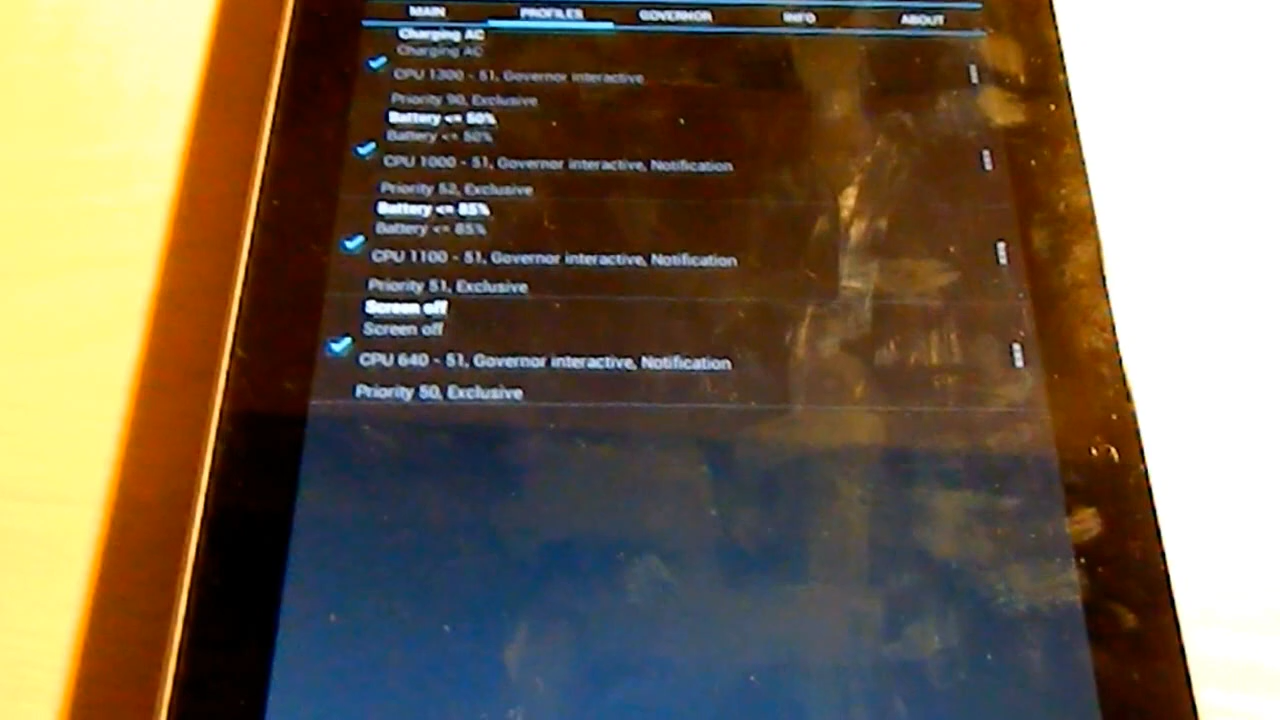 MAIN PROFILES GOVERNOR INFO ABOUT
Charging AC
Charging AC
CPU 1300 - 51, Governor interactive
Priority 90, Exclusive
Battery <= 50%
Battery <= 50%
CPU 1000 - 51, Governor interactive, Notification
Priority 52, Exclusive
Battery <= 85%
Battery <= 85%
CPU 1100 - 51, Governor interactive, Notification
Priority 51, Exclusive
Screen off
Screen off
CPU 640 - 51, Governor interactive, Notification
Priority 50, Exclusive